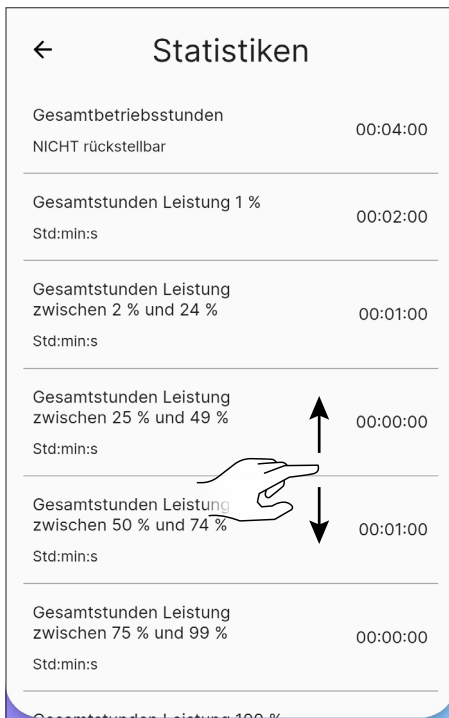 Statistiken
Gesamtbetriebsstunden
NICHT rückstellbar
00:04:00
Gesamtstunden Leistung 1 %
Std:min:s
00:02:00
Gesamtstunden Leistung
zwischen 2 % und 24 %
Std:min:s
00:01:00
Gesamtstunden Leistung
zwischen 25 % und 49 %
Std:min:s
00:00:00
Gesamtstunden Leistung
zwischen 50 % und 74 %
Std:min:s
00:01:00
Gesamtstunden Leistung
zwischen 75 % und 99 %
Std:min:s
00:00:00
Gesamtstunden Leistung 100 %